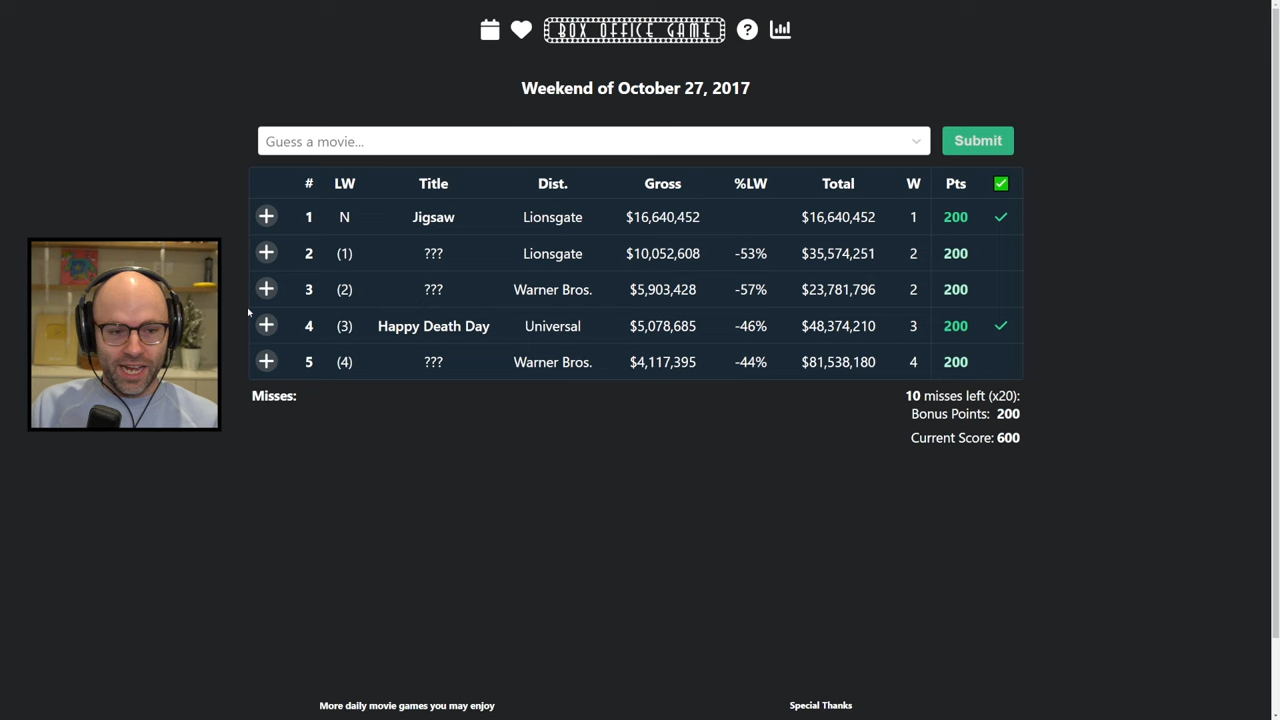 BOX OFFICE GAME
Weekend of October 27, 2017
Guess a movie... Submit
# LW Title Dist. Gross %LW Total W Pts ✅
1 N Jigsaw Lionsgate $16,640,452 $16,640,452 1 200 ✓
2 (1) ??? Lionsgate $10,052,608 -53% $35,574,251 2 200
3 (2) ??? Warner Bros. $5,903,428 -57% $23,781,796 2 200
4 (3) Happy Death Day Universal $5,078,685 -46% $48,374,210 3 200 ✓
5 (4) ??? Warner Bros. $4,117,395 -44% $81,538,180 4 200
Misses: 10 misses left (x20):
Bonus Points: 200
Current Score: 600
More daily movie games you may enjoy Special Thanks